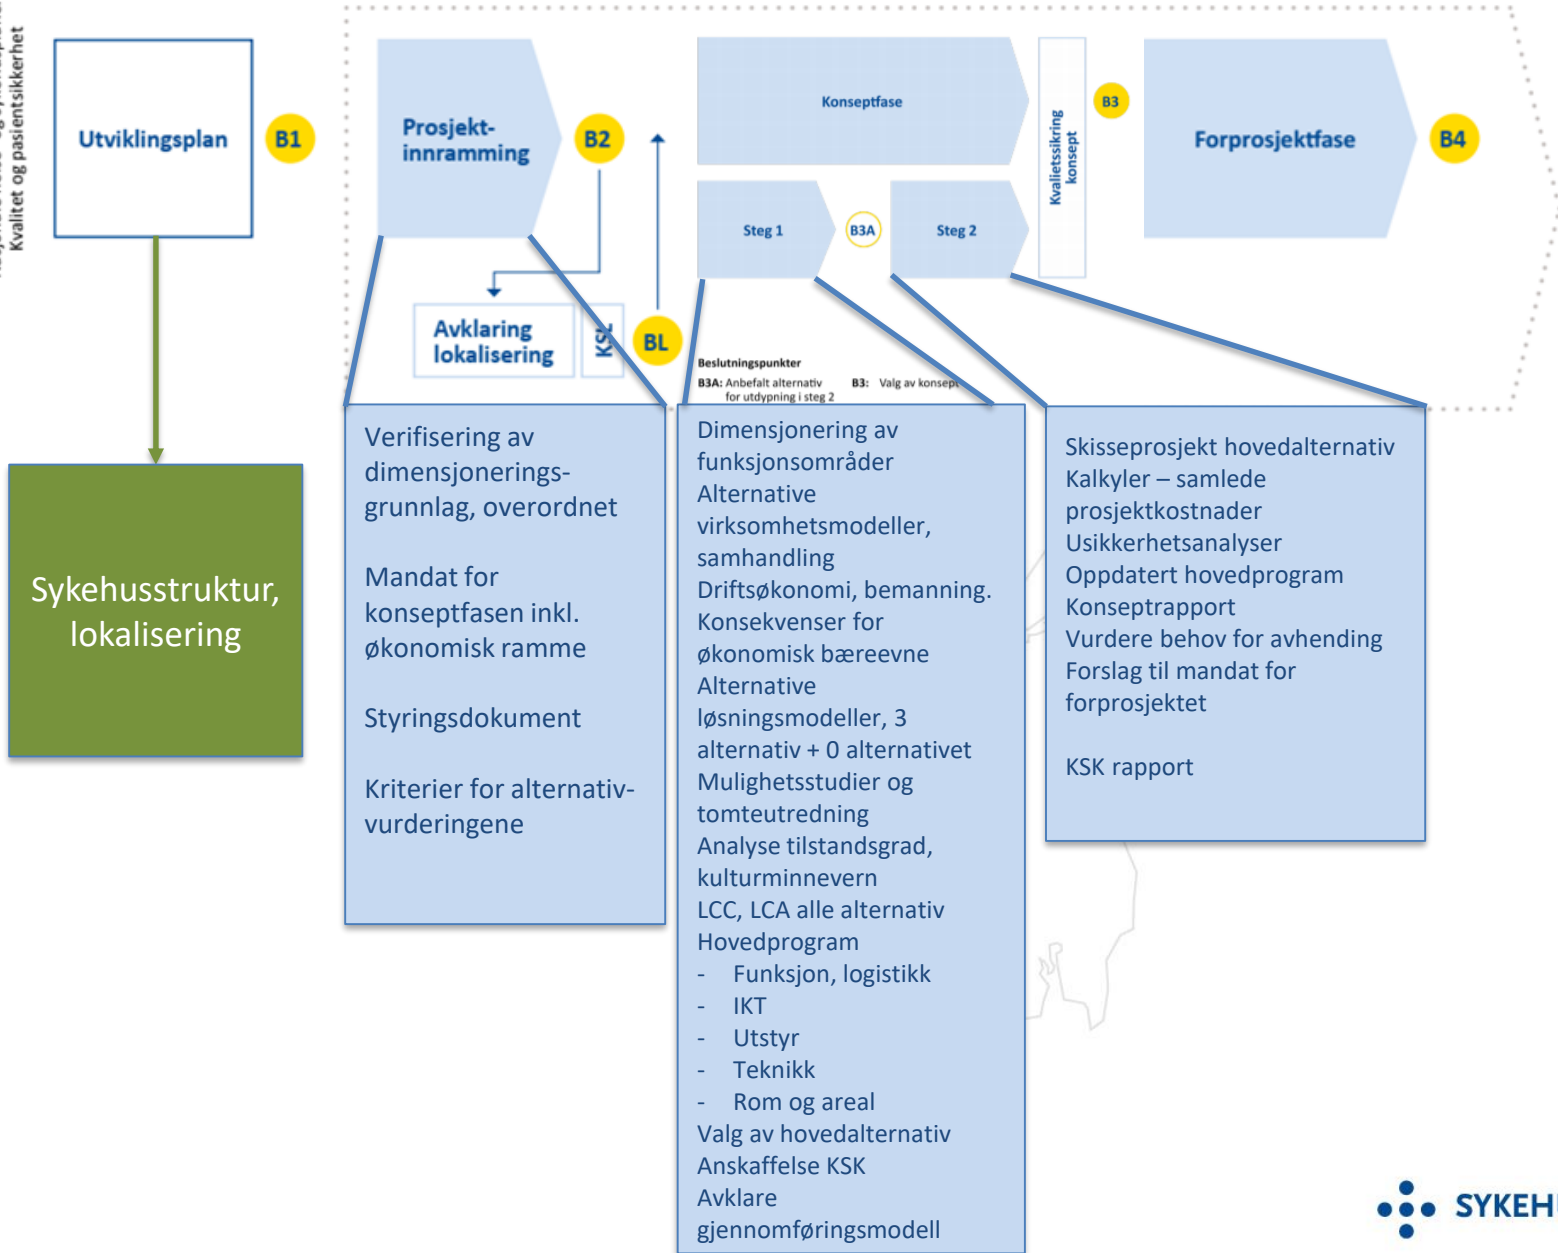 Kvalitet og pasientsikkerhet
Utviklingsplan
B1
Prosjekt-
innramming
B2
Avklaring
lokalisering
KSL
BL
Konseptfase
Steg 1
B3A
Steg 2
Kvalietssikring
konsept
B3
Forprosjektfase
B4
Beslutningspunkter
B3A: Anbefalt alternativ
for utdypning i steg 2
B3: Valg av konsept
Sykehusstruktur,
lokalisering
Verifisering av
dimensjonerings-
grunnlag, overordnet
Mandat for
konseptfasen inkl.
økonomisk ramme
Styringsdokument
Kriterier for alternativ-
vurderingene
Dimensjonering av
funksjonsområder
Alternative
virksomhetsmodeller,
samhandling
Driftsøkonomi, bemanning.
Konsekvenser for
økonomisk bæreevne
Alternative
løsningsmodeller, 3
alternativ + 0 alternativet
Mulighetsstudier og
tomteutredning
Analyse tilstandsgrad,
kulturminnevern
LCC, LCA alle alternativ
Hovedprogram
- Funksjon, logistikk
- IKT
- Utstyr
- Teknikk
- Rom og areal
Valg av hovedalternativ
Anskaffelse KSK
Avklare
gjennomføringsmodell
Skisseprosjekt hovedalternativ
Kalkyler – samlede
prosjektkostnader
Usikkerhetsanalyser
Oppdatert hovedprogram
Konseptrapport
Vurdere behov for avhending
Forslag til mandat for
forprosjektet
KSK rapport